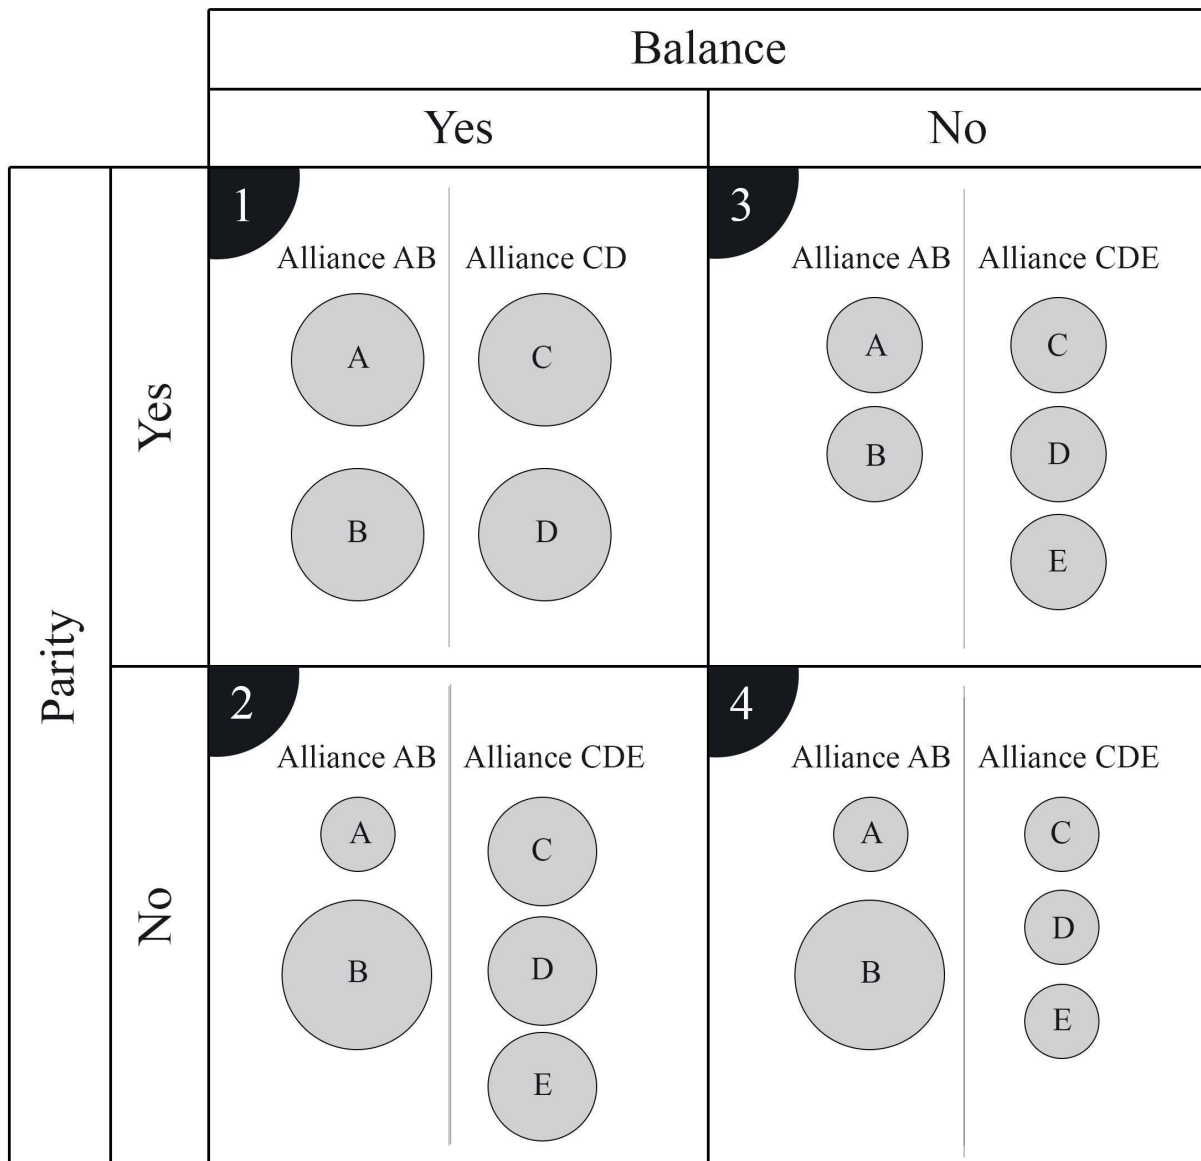 Balance
Yes
No
Parity
Yes
1
Alliance AB
Alliance CD
A
C
B
D
3
Alliance AB
Alliance CDE
A
C
B
D
E
No
2
Alliance AB
Alliance CDE
A
C
B
D
E
4
Alliance AB
Alliance CDE
A
C
D
B
E